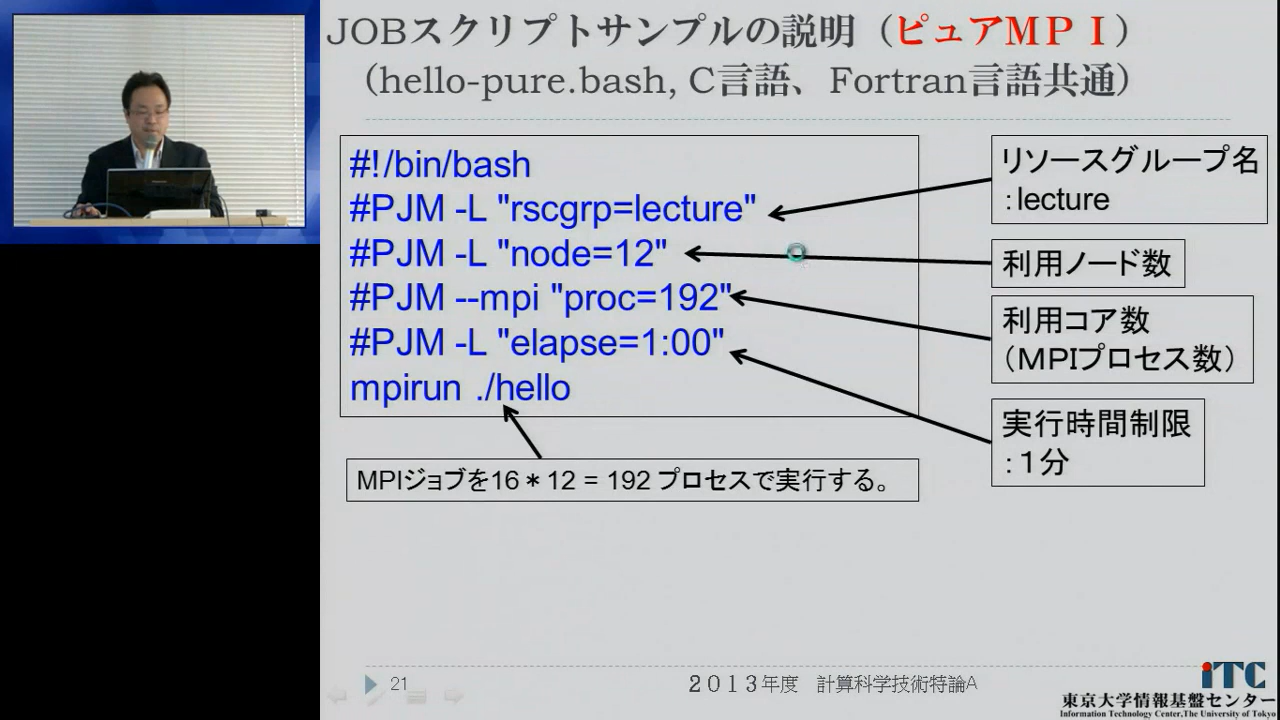 JOBスクリプトサンプルの説明（ピュアＭＰＩ）
（hello-pure.bash, C言語、Fortran言語共通）
#!/bin/bash
#PJM -L "rscgrp=lecture"
#PJM -L "node=12"
#PJM --mpi "proc=192"
#PJM -L "elapse=1:00"
mpirun ./hello
リソースグループ名
：lecture
利用ノード数
利用コア数
（ＭＰＩプロセス数）
実行時間制限
：１分
MPIジョブを16＊12 = 192 プロセスで実行する。
21
２０１３年度　計算科学技術特論A
iTC
東京大学情報基盤センター
Information Technology Center,The University of Tokyo